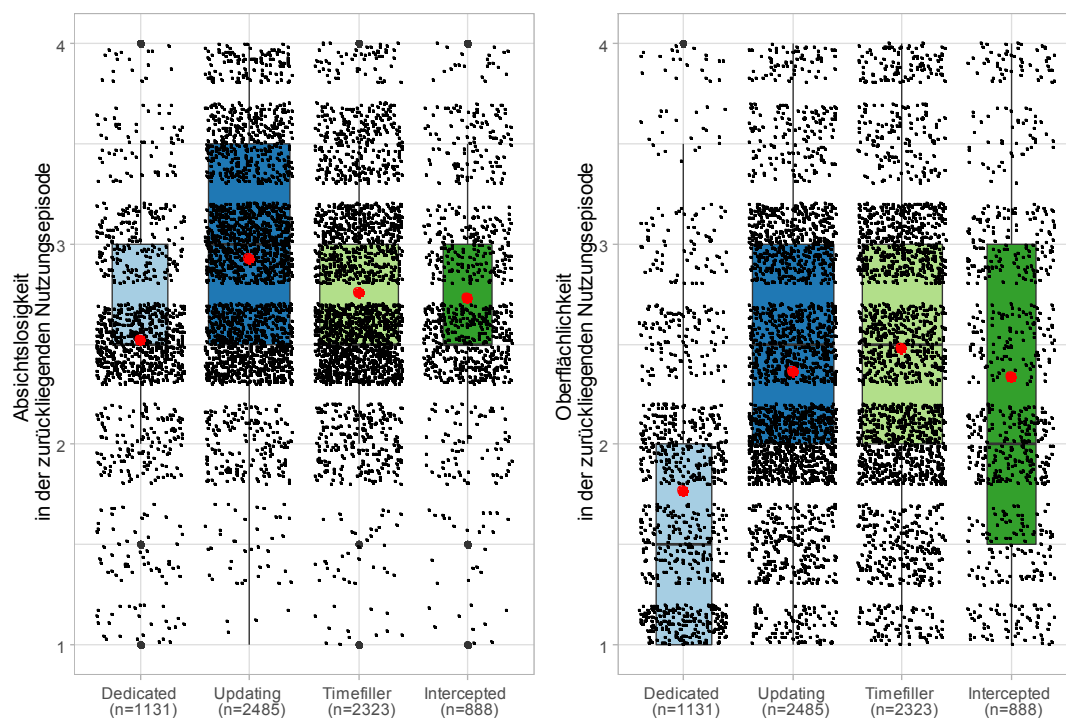 Absichtslosigkeit
in der zurückliegenden Nutzungsepisode
4
3
2
1
Dedicated
(n=1131)
Updating
(n=2485)
Timefiller
(n=2323)
Intercepted
(n=888)
Oberflächlichkeit
in der zurückliegenden Nutzungsepisode
4
3
2
1
Dedicated
(n=1131)
Updating
(n=2485)
Timefiller
(n=2323)
Intercepted
(n=888)